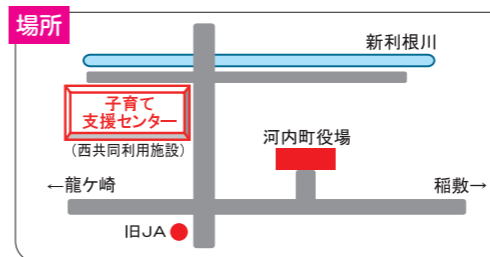 場所
新利根川
子育て
支援センター
(西共同利用施設)
河内町役場
←龍ケ崎
稲敷→
旧JA